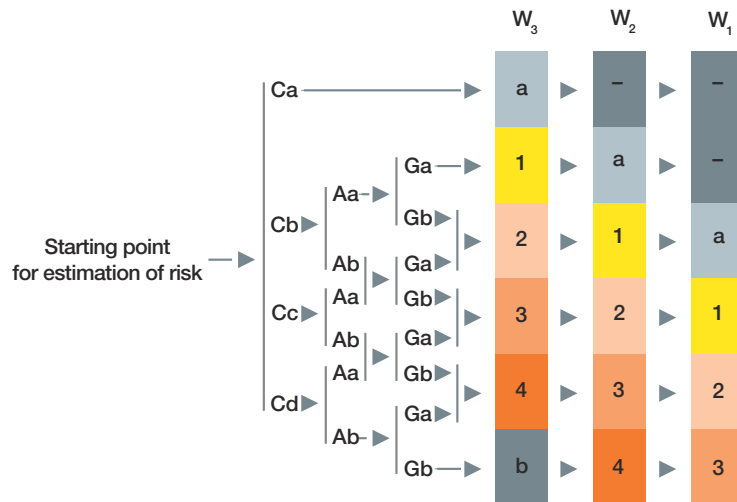 W3 W2 W1
Ca a – –
Ga 1 a –
Aa
Cb Gb 2 1 a
Starting point
for estimation of risk
Ab Ga
Aa Gb
Cc 3 2 1
Ab Ga
Aa Gb
4 3 2
Cd Ga
Ab
Gb b 4 3